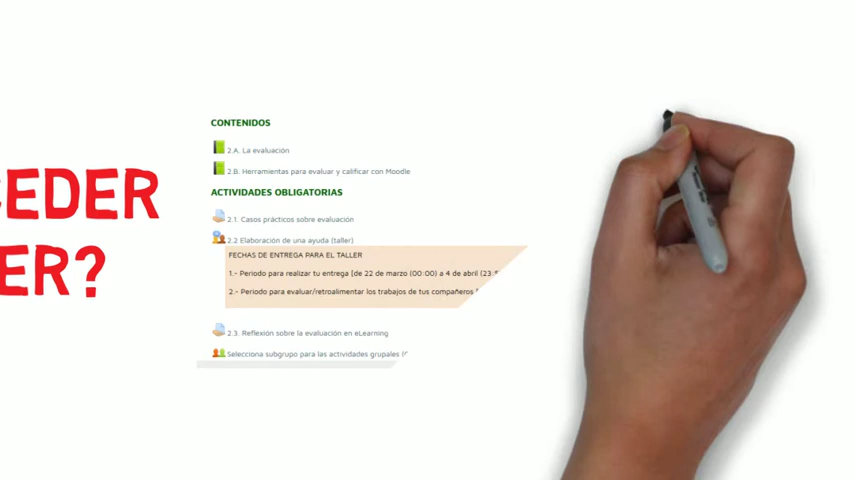 CEDER
ER?
CONTENIDOS
2.A. La evaluación
2.B. Herramientas para evaluar y calificar con Moodle
ACTIVIDADES OBLIGATORIAS
2.1. Casos prácticos sobre evaluación
2.2 Elaboración de una ayuda (taller)
FECHAS DE ENTREGA PARA EL TALLER
1.- Periodo para realizar tu entrega [de 22 de marzo (00:00) a 4 de abril (23:
2.- Periodo para evaluar/retroalimentar los trabajos de tus compañeros
2.3. Reflexión sobre la evaluación en eLearning
Selecciona subgrupo para las actividades grupales